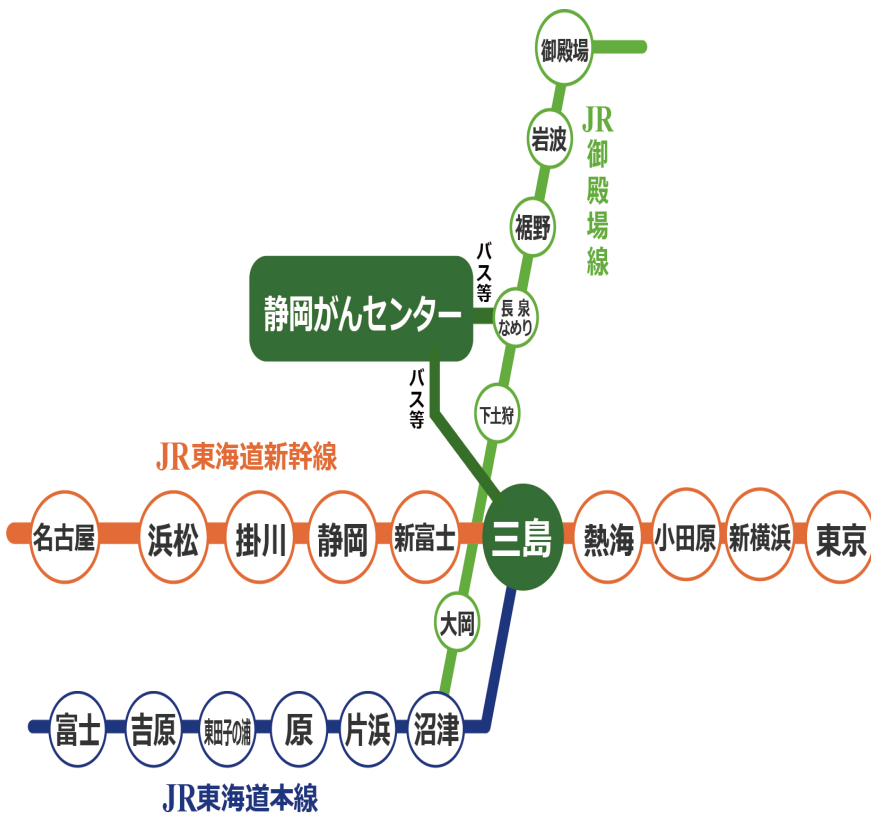 御殿場
JR
御殿場線
岩波
裾野
バス等
静岡がんセンター
長泉
なめり
バス等
下土狩
JR東海道新幹線
名古屋
浜松
掛川
静岡
新富士
三島
熱海
小田原
新横浜
東京
大岡
富士
吉原
東田子の浦
原
片浜
沼津
JR東海道本線